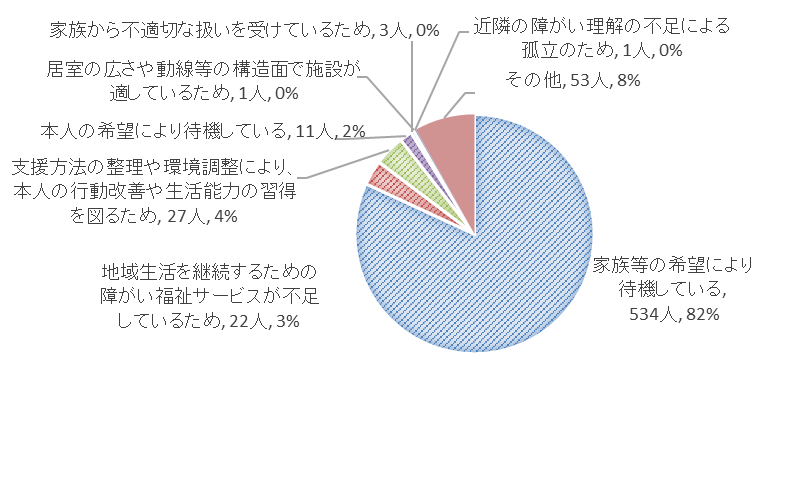 家族から不適切な扱いを受けているため, 3人, 0%
近隣の障がい理解の不足による
孤立のため, 1人, 0%
居室の広さや動線等の構造面で施設が
適しているため, 1人, 0%
その他, 53人, 8%
本人の希望により待機している, 11人, 2%
支援方法の整理や環境調整により、
本人の行動改善や生活能力の習得
を図るため, 27人, 4%
地域生活を継続するための
障がい福祉サービスが不足
しているため, 22人, 3%
家族等の希望により
待機している,
534人, 82%